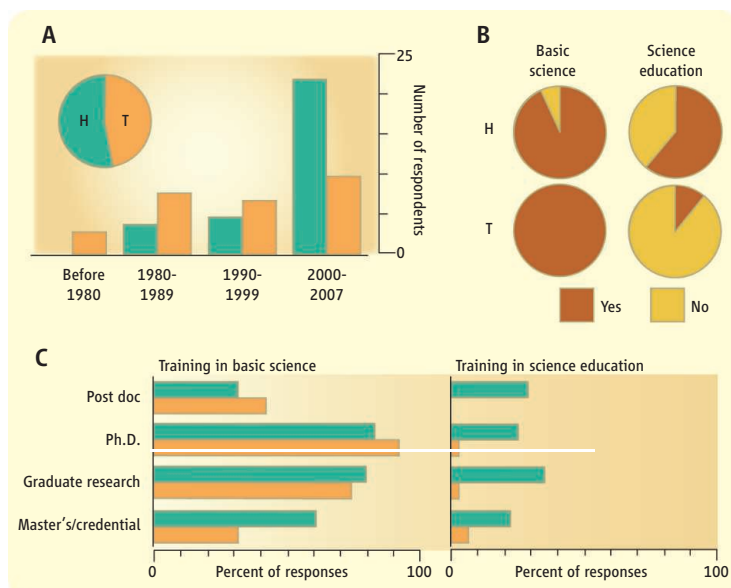 A
25
Number of respondents
0
H
T
Before
1980
1980-
1989
1990-
1999
2000-
2007
B
Basic
science
Science
education
H
T
Yes
No
C
Training in basic science
Training in science education
Post doc
Ph.D.
Graduate research
Master's/credential
0
Percent of responses
100
0
Percent of responses
100